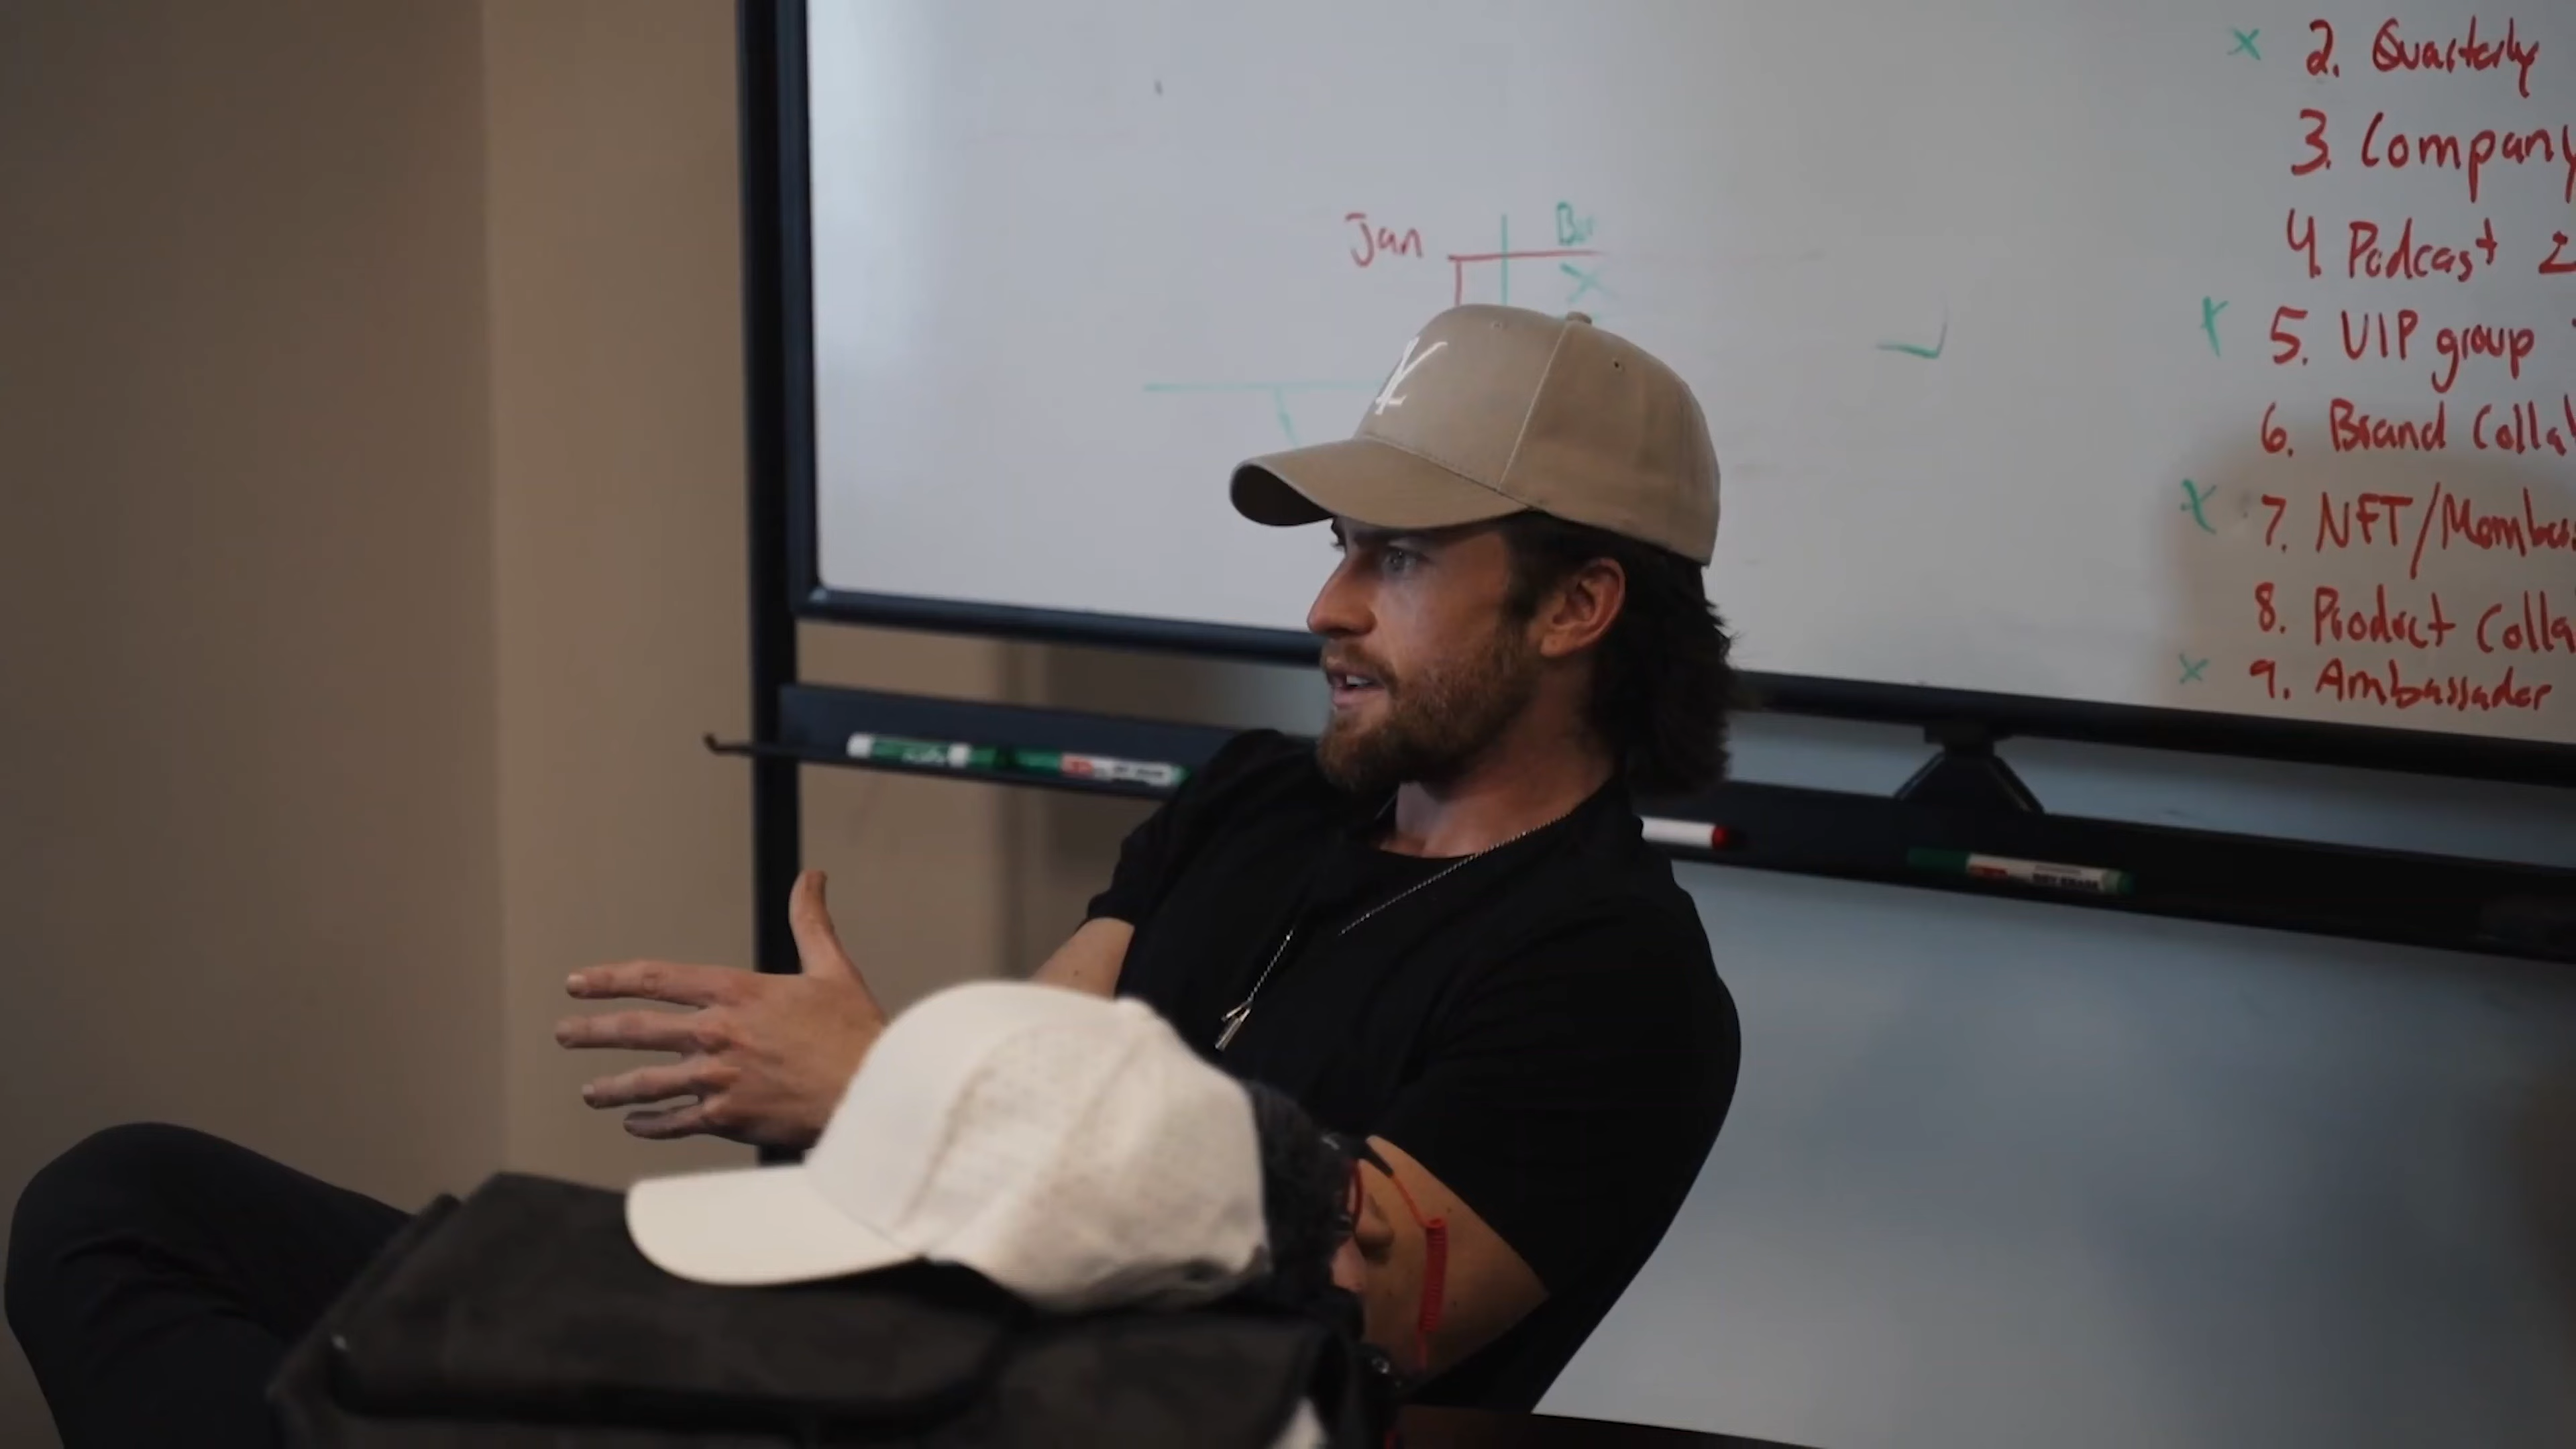 2. Quarterly
3. Company
4. Podcast
5. VIP group
6. Brand Collab
7. NFT/Membe
8. Product Colla
9. Ambassador
Jan